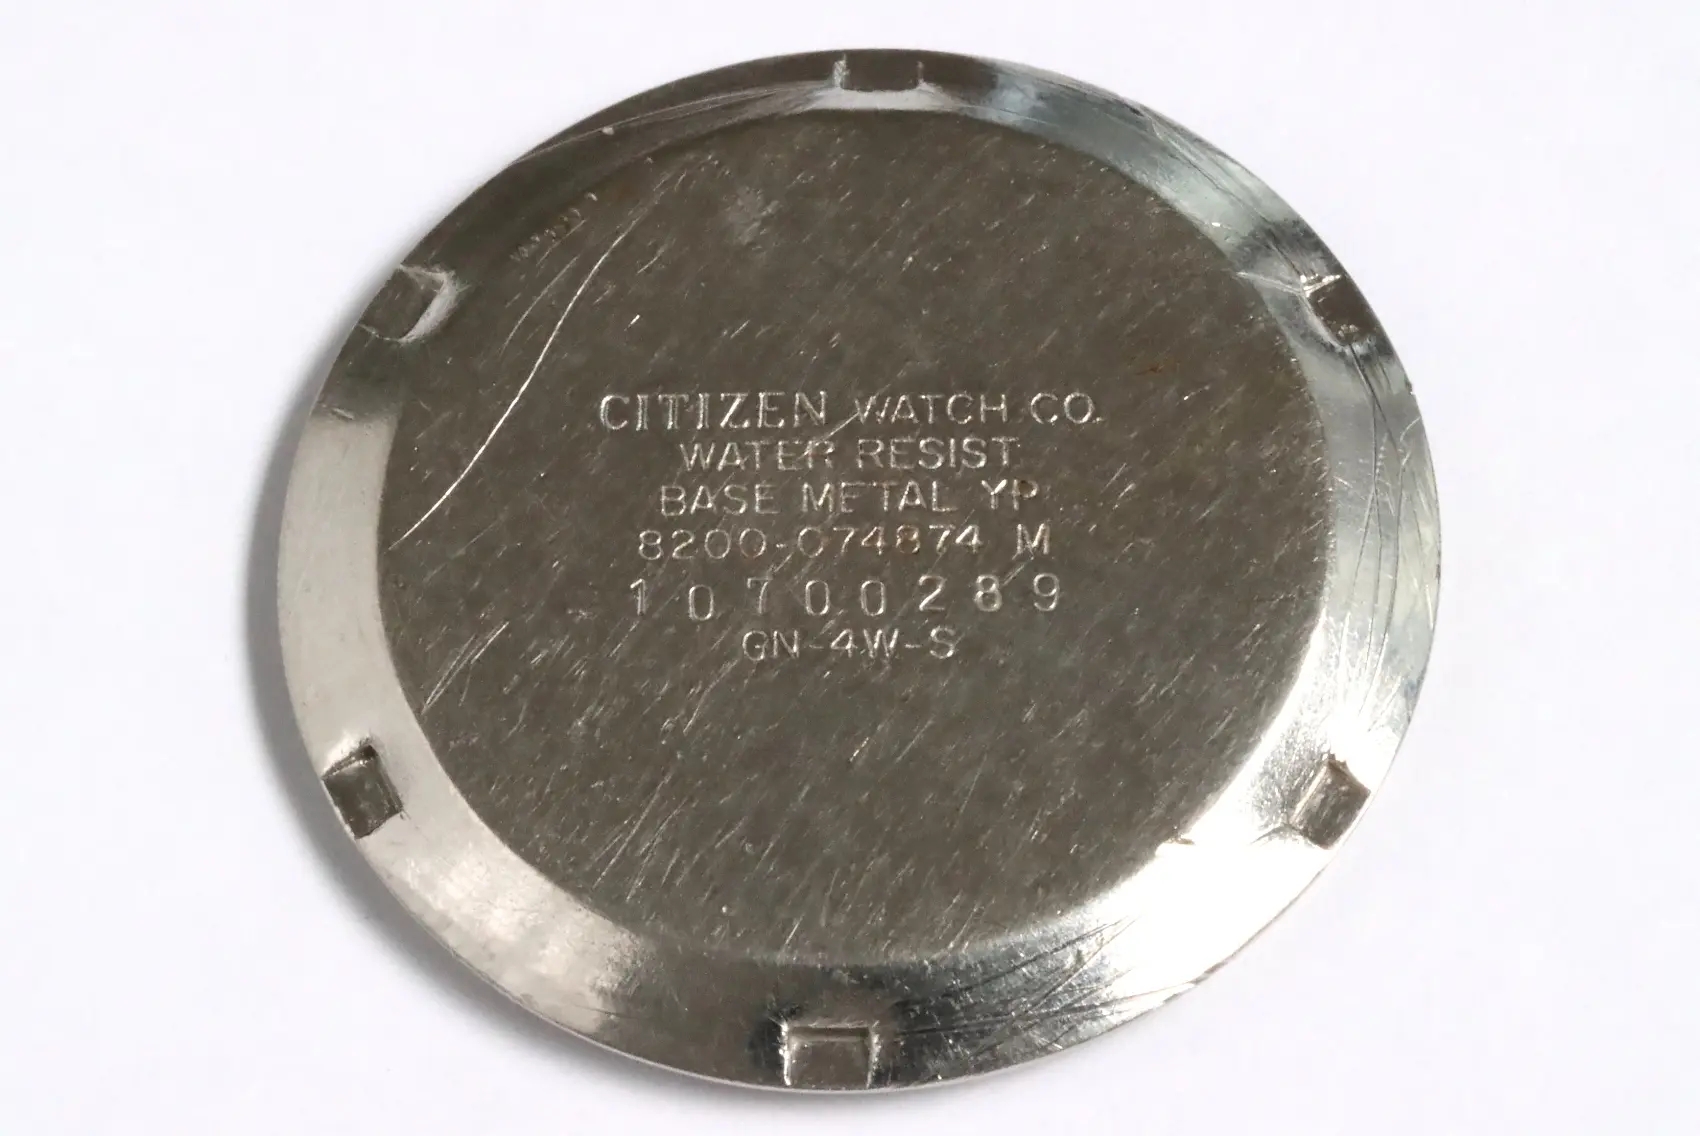 CITIZEN WATCH CO.
WATER RESIST
BASE METAL YP
8200-074874 M
10700289
GN-4W-S